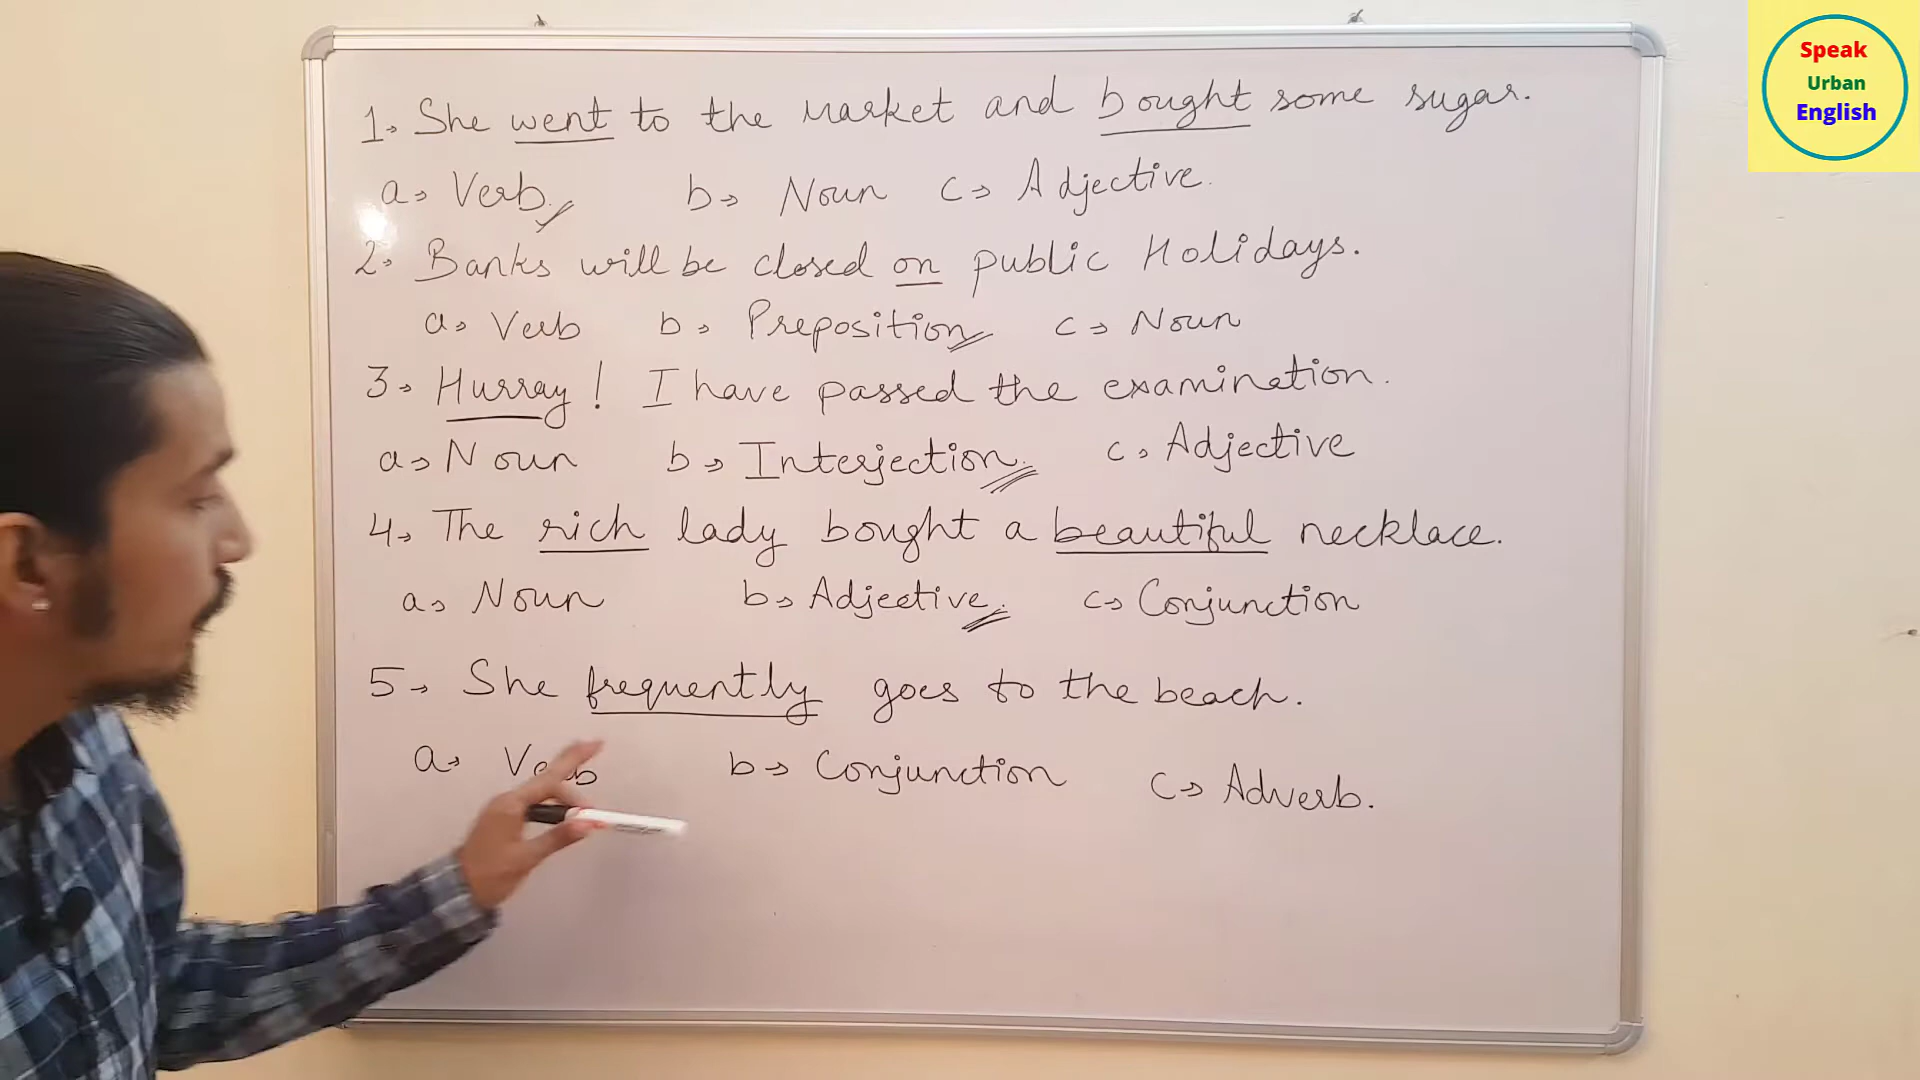 Speak
Urban
English
1. She went to the market and bought some sugar.
a. Verb b. Noun c. Adjective.
2. Banks will be closed on public Holidays.
a. Verb b. Preposition c. Noun
3. Hurray! I have passed the examination.
a. Noun b. Interjection. c. Adjective
4. The rich lady bought a beautiful necklace.
a. Noun b. Adjective. c. Conjunction
5. She frequently goes to the beach.
a. Verb b. Conjunction c. Adverb.